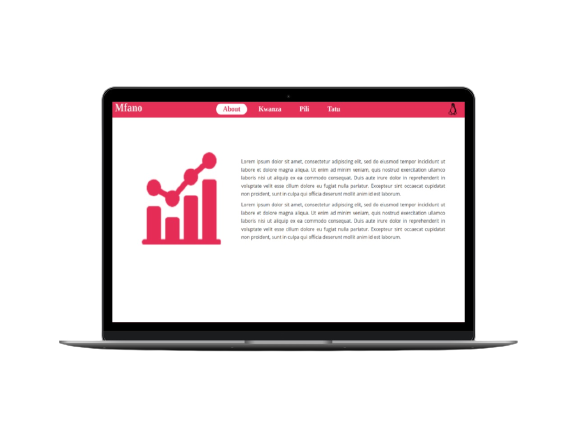 Mfano
About Kwanza Pili Tatu
Lorem ipsum dolor sit amet, consectetur adipiscing elit, sed do eiusmod tempor incididunt ut
labore et dolore magna aliqua. Ut enim ad minim veniam, quis nostrud exercitation ullamco
laboris nisi ut aliquip ex ea commodo consequat. Duis aute irure dolor in reprehenderit in
voluptate velit esse cillum dolore eu fugiat nulla pariatur. Excepteur sint occaecat cupidatat
non proident, sunt in culpa qui officia deserunt mollit anim id est laborum.
Lorem ipsum dolor sit amet, consectetur adipiscing elit, sed do eiusmod tempor incididunt ut
labore et dolore magna aliqua. Ut enim ad minim veniam, quis nostrud exercitation ullamco
laboris nisi ut aliquip ex ea commodo consequat. Duis aute irure dolor in reprehenderit in
voluptate velit esse cillum dolore eu fugiat nulla pariatur. Excepteur sint occaecat cupidatat
non proident, sunt in culpa qui officia deserunt mollit anim id est laborum.